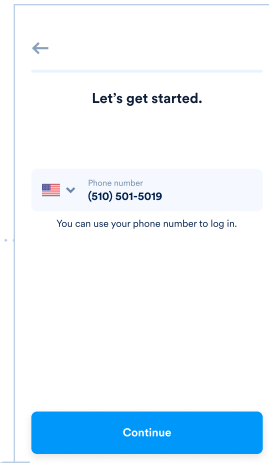 Let's get started.
Phone number
(510) 501-5019
You can use your phone number to log in.
Continue